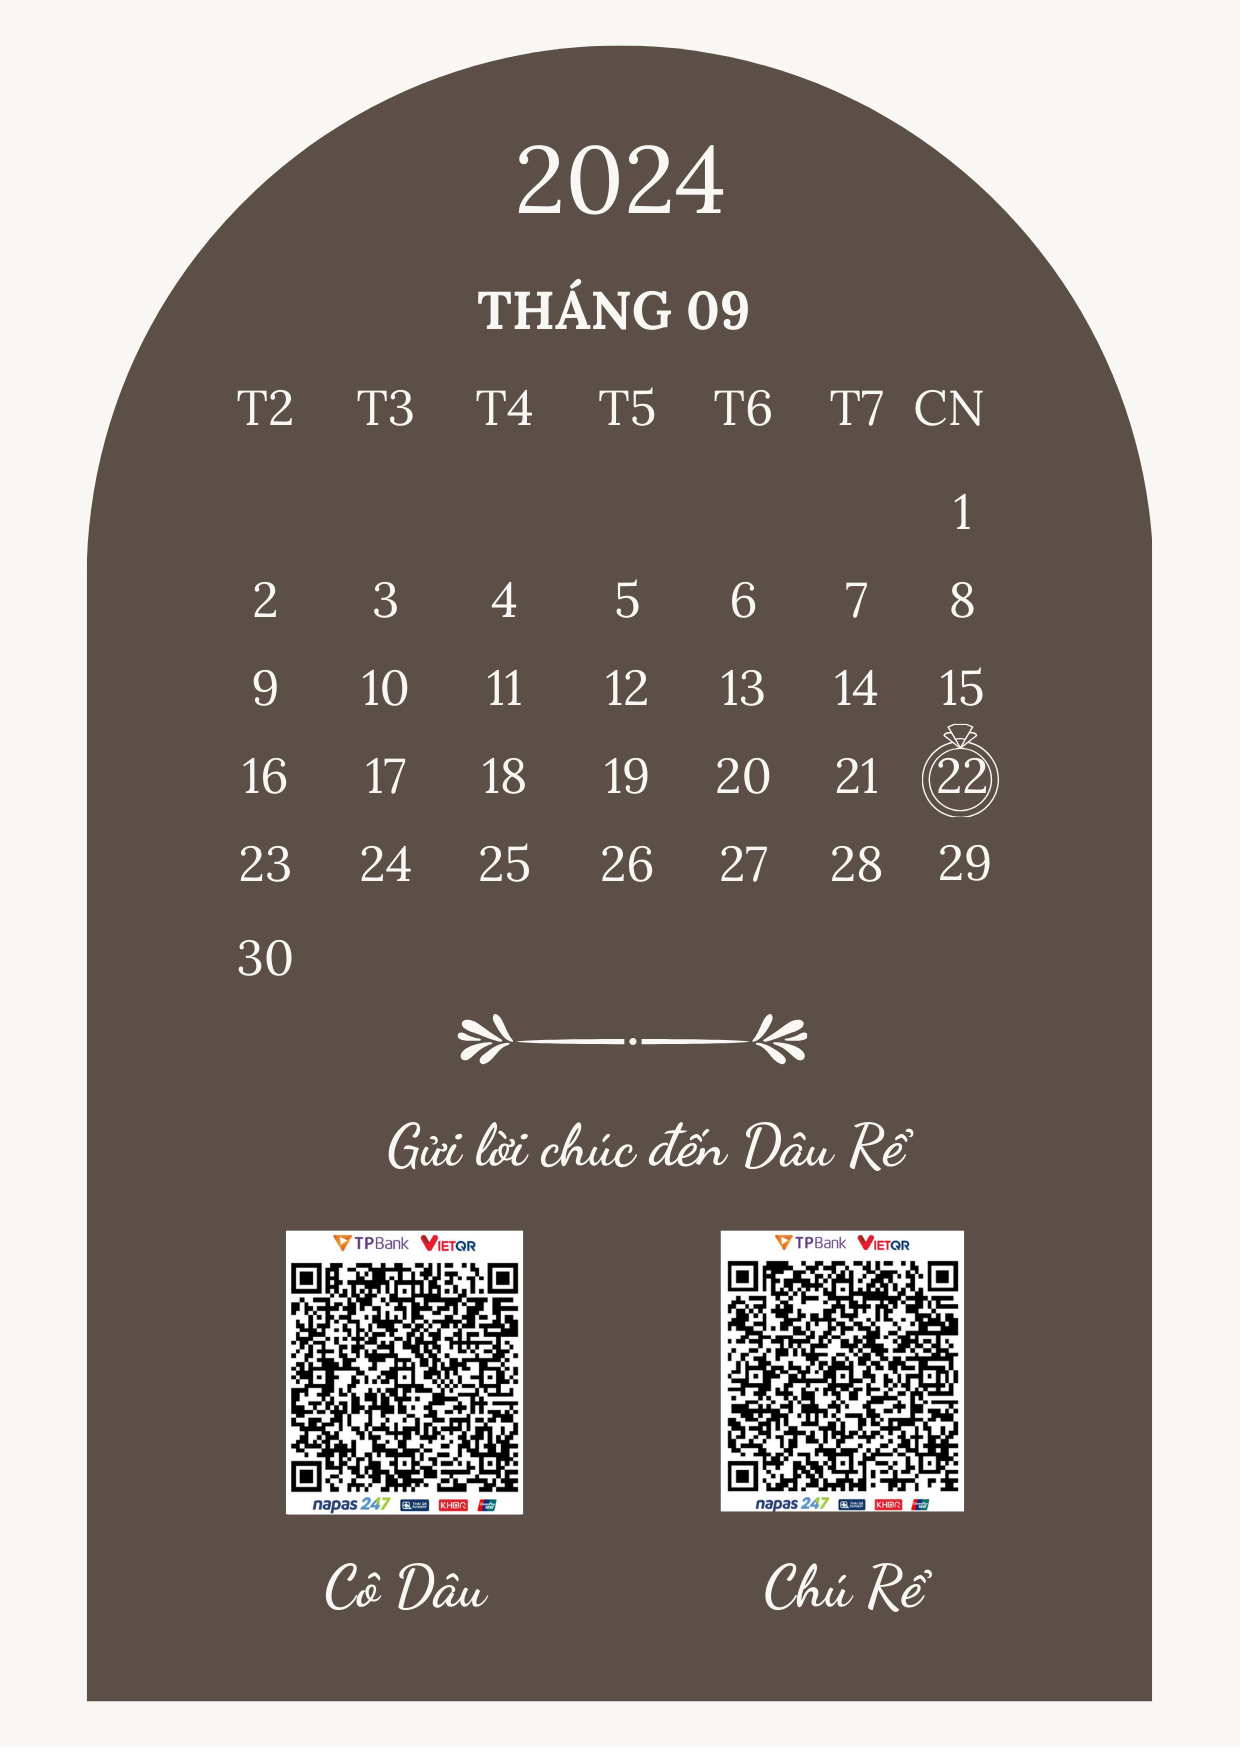 2024
THÁNG 09
T2 T3 T4 T5 T6 T7 CN
1
2 3 4 5 6 7 8
9 10 11 12 13 14 15
16 17 18 19 20 21 22
23 24 25 26 27 28 29
30
Gửi lời chúc đến Dâu Rể
TPBank VIETQR TPBank VIETQR
napas 247 KHQR napas 247 KHQR
Cô Dâu Chú Rể